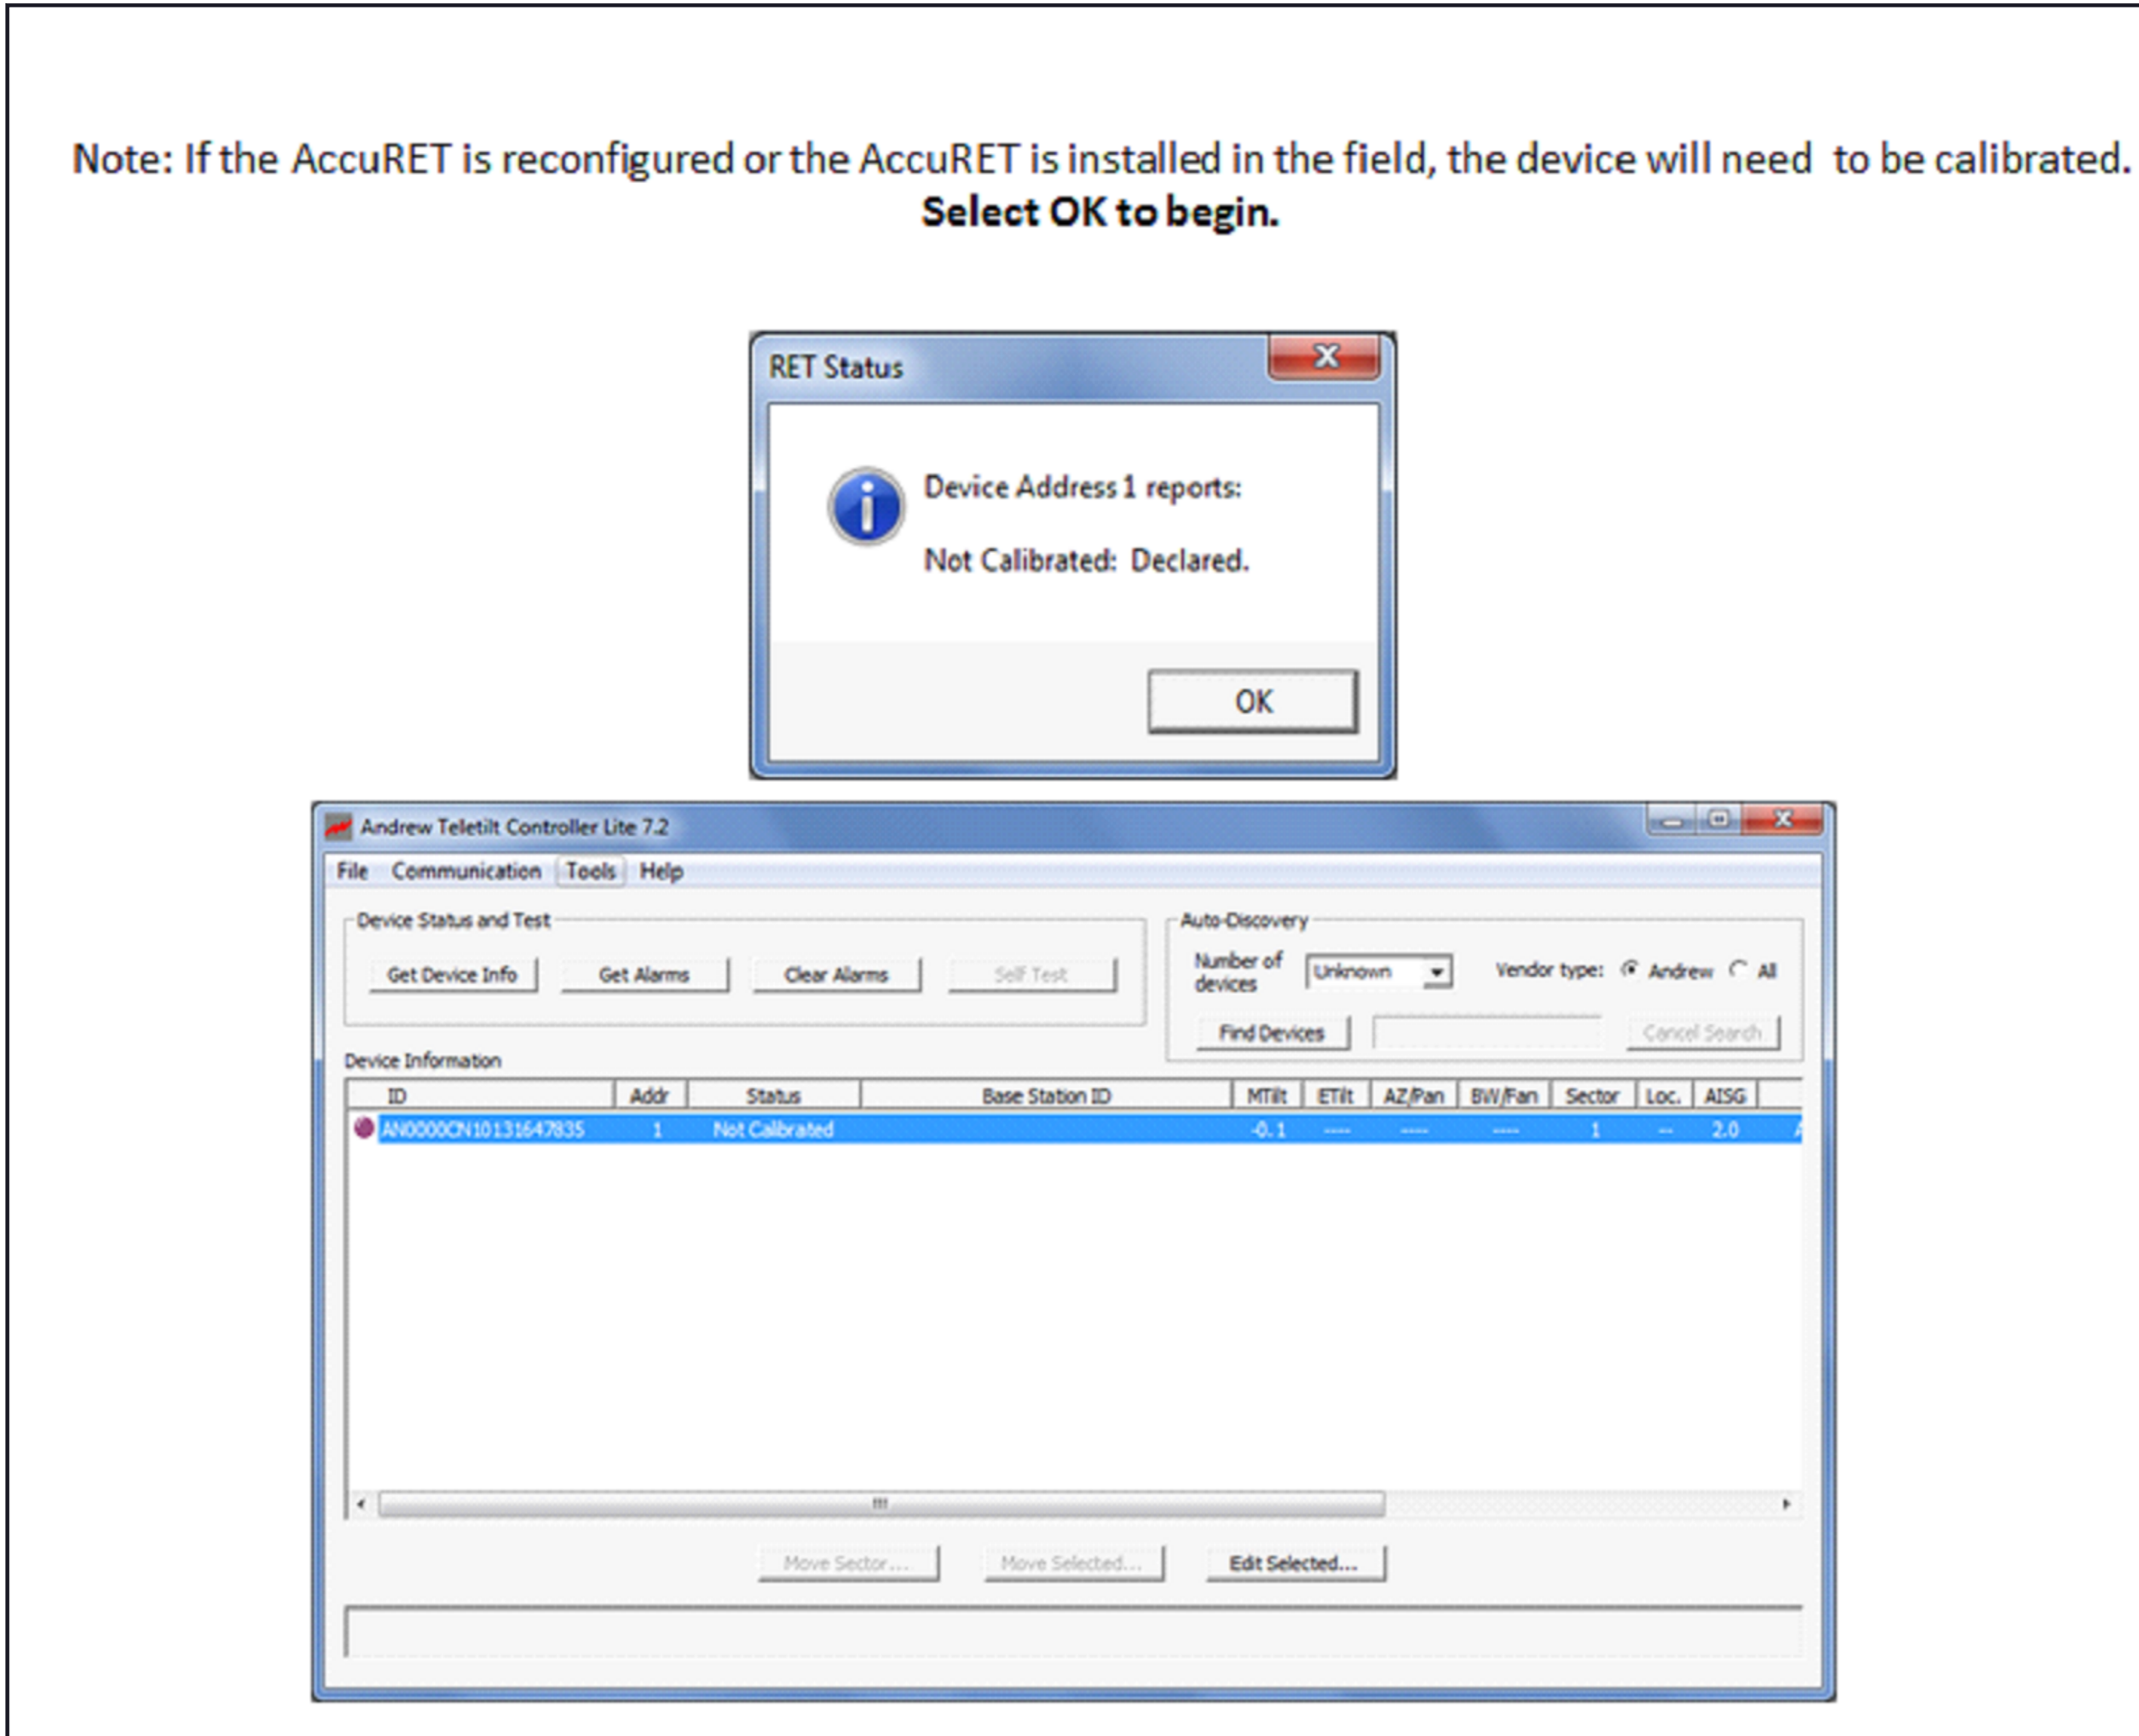 Note: If the AccuRET is reconfigured or the AccuRET is installed in the field, the device will need to be calibrated.
Select OK to begin.
RET Status
Device Address 1 reports:
Not Calibrated: Declared.
OK
Andrew Teletilt Controller Lite 7.2
File Communication Tools Help
Device Status and Test
Get Device Info Get Alarms Clear Alarms Self Test
Auto-Discovery
Number of devices Unknown Vendor type: Andrew All
Find Devices Cancel Search
Device Information
ID Addr Status Base Station ID MTilt ETilt AZ/Pan BW/Fan Sector Loc. AISG
AN0000CN10131647835 1 Not Calibrated -0.1 ---- ---- ---- 1 -- 2.0 A
Move Sector... Move Selected... Edit Selected...